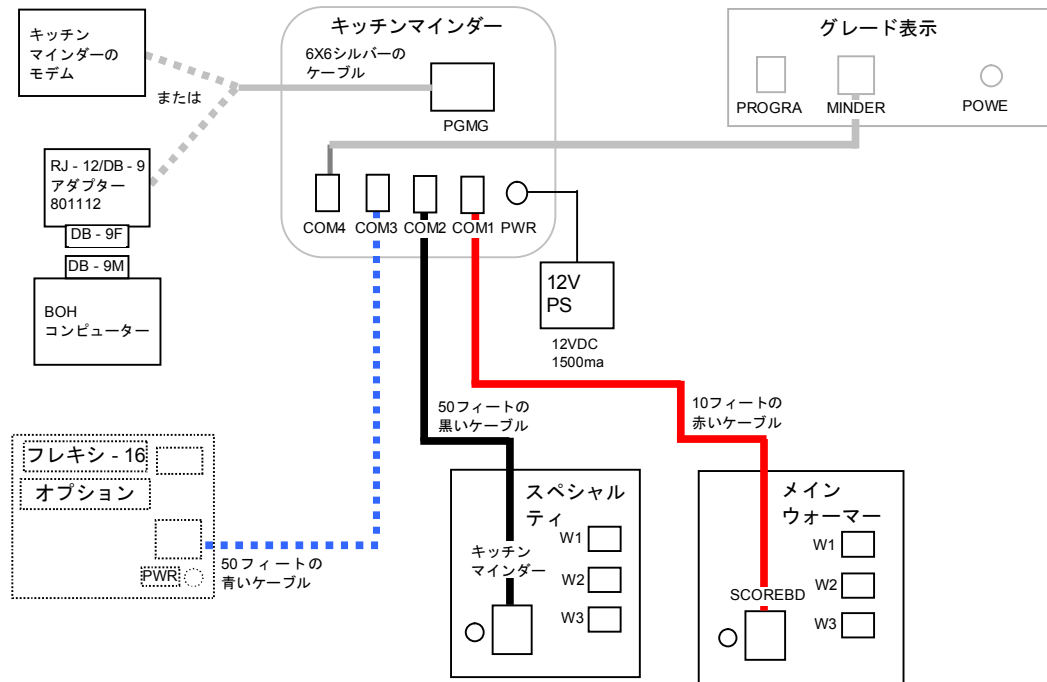 キッチン
マインダーの
モデム
または
RJ - 12/DB - 9
アダプター
801112
DB - 9F
DB - 9M
BOH
コンピューター
キッチンマインダー
6X6シルバーの
ケーブル
PGMG
COM4
COM3
COM2
COM1
PWR
グレード表示
PROGRA
MINDER
POWE
12V
PS
12VDC
1500ma
50フィートの
黒いケーブル
10フィートの
赤いケーブル
フレキシ - 16
オプション
PWR
50フィートの
青いケーブル
スペシャル
ティ
W1
キッチン
マインダー
W2
W3
メイン
ウォーマー
W1
W2
SCOREBD
W3